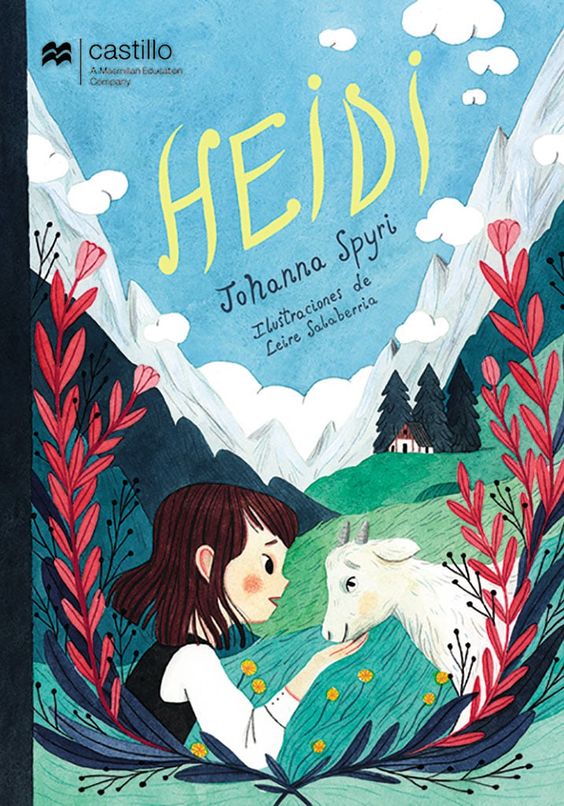 castillo
A Macmillan Education
Company
HEIDI
Johanna Spyri
Ilustraciones de
Leire Salaberria